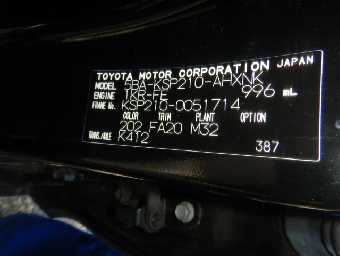 TOYOTA MOTOR CORPORATION JAPAN
MODEL 5BA-KSP210-AHXNK
ENGINE 1KR-FE 996 mL
FRAME No. KSP210-0051714
COLOR TRIM PLANT OPTION
202 FA20 M32
TRANS./AXLE K412
387